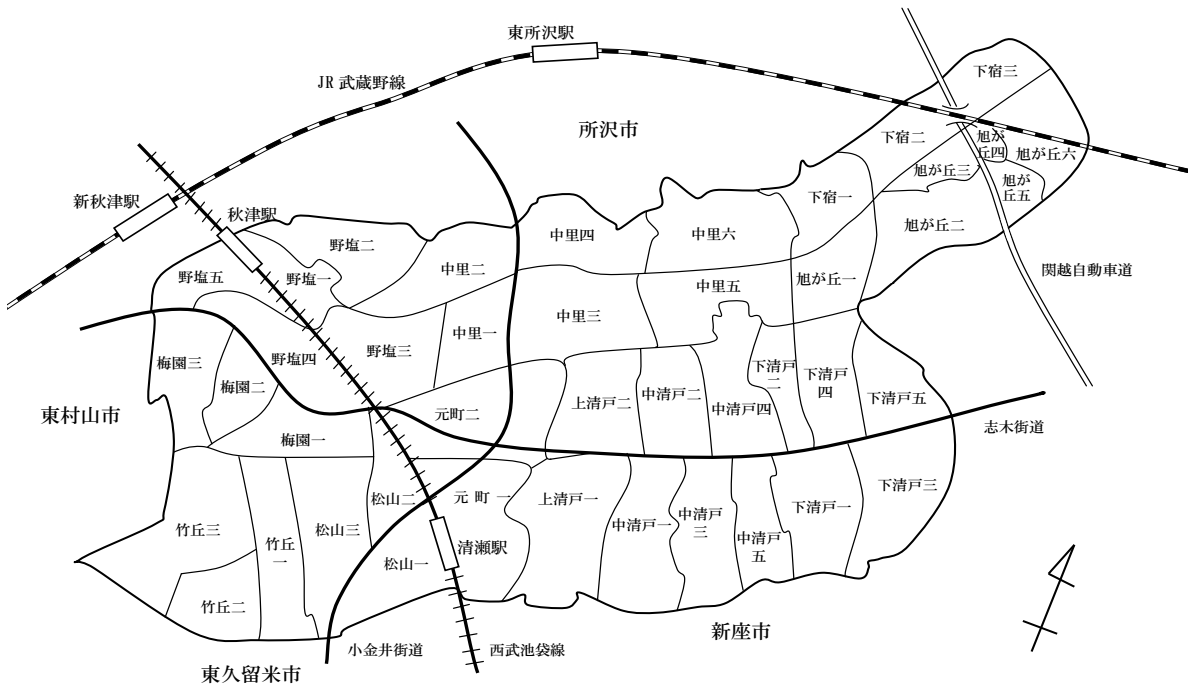 東所沢駅
JR 武蔵野線
所沢市
下宿三
下宿二
旭が
丘四
旭が丘六
旭が丘三
旭が
丘五
下宿一
旭が丘二
新秋津駅
秋津駅
野塩二
中里四
中里六
関越自動車道
野塩五
野塩一
中里二
中里五
旭が丘一
中里三
中里一
野塩三
野塩四
梅園三
梅園二
下清戸
二
下清戸
四
中清戸二
上清戸二
中清戸四
下清戸五
東村山市
元町二
志木街道
梅園一
松山二
元町一
上清戸一
下清戸三
下清戸一
中清戸
三
中清戸一
竹丘三
松山三
竹丘
一
中清戸
五
清瀬駅
松山一
竹丘二
新座市
小金井街道
西武池袋線
東久留米市